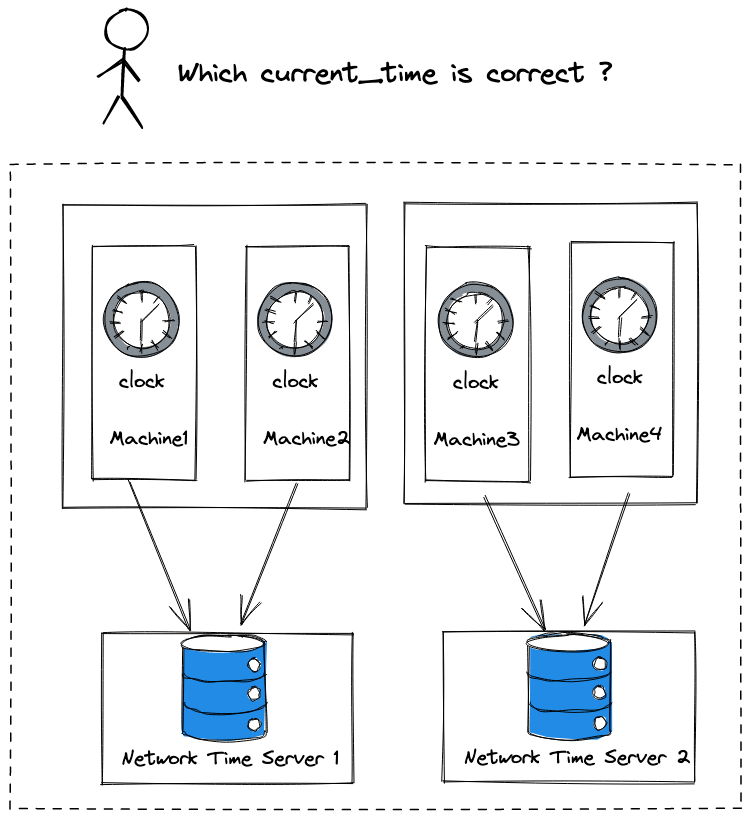 Which current_time is correct ?
clock
clock
clock
clock
Machine1
Machine2
Machine3
Machine4
Network Time Server 1
Network Time Server 2